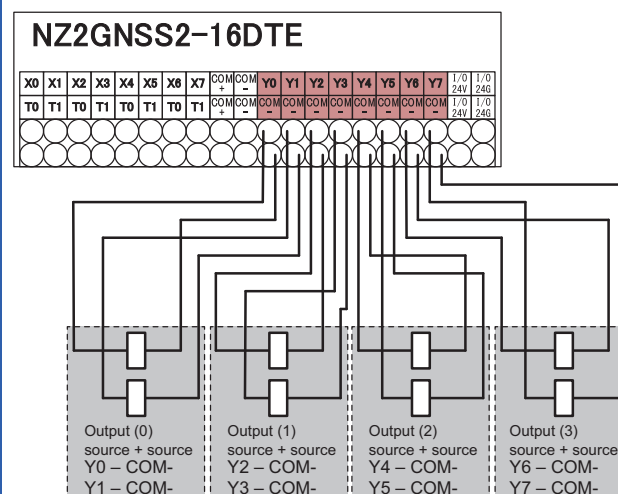 NZ2GNSS2-16DTE
X0 X1 X2 X3 X4 X5 X6 X7 COM + COM - Y0 Y1 Y2 Y3 Y4 Y5 Y6 Y7 I/O 24V I/O 24G
T0 T1 T0 T1 T0 T1 T0 T1 COM + COM - COM - COM - COM - COM - COM - COM - COM - COM - I/O 24V I/O 24G
Output (0)
source + source
Y0 – COM-
Y1 – COM-
Output (1)
source + source
Y2 – COM-
Y3 – COM-
Output (2)
source + source
Y4 – COM-
Y5 – COM-
Output (3)
source + source
Y6 – COM-
Y7 – COM-